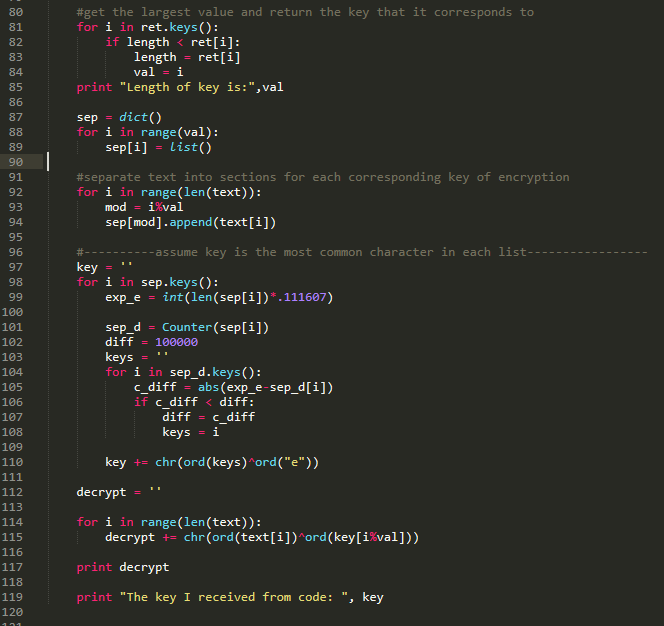 80 #get the largest value and return the key that it corresponds to
81 for i in ret.keys():
82 if length < ret[i]:
83 length = ret[i]
84 val = i
85 print "Length of key is:",val
86
87 sep = dict()
88 for i in range(val):
89 sep[i] = list()
90
91 #separate text into sections for each corresponding key of encryption
92 for i in range(len(text)):
93 mod = i%val
94 sep[mod].append(text[i])
95
96 #----------assume key is the most common character in each list-----------------
97 key = ''
98 for i in sep.keys():
99 exp_e = int(len(sep[i])*.111607)
100
101 sep_d = Counter(sep[i])
102 diff = 100000
103 keys = ''
104 for i in sep_d.keys():
105 c_diff = abs(exp_e-sep_d[i])
106 if c_diff < diff:
107 diff = c_diff
108 keys = i
109
110 key += chr(ord(keys)^ord("e"))
111
112 decrypt = ''
113
114 for i in range(len(text)):
115 decrypt += chr(ord(text[i])^ord(key[i%val]))
116
117 print decrypt
118
119 print "The key I received from code: ", key
120